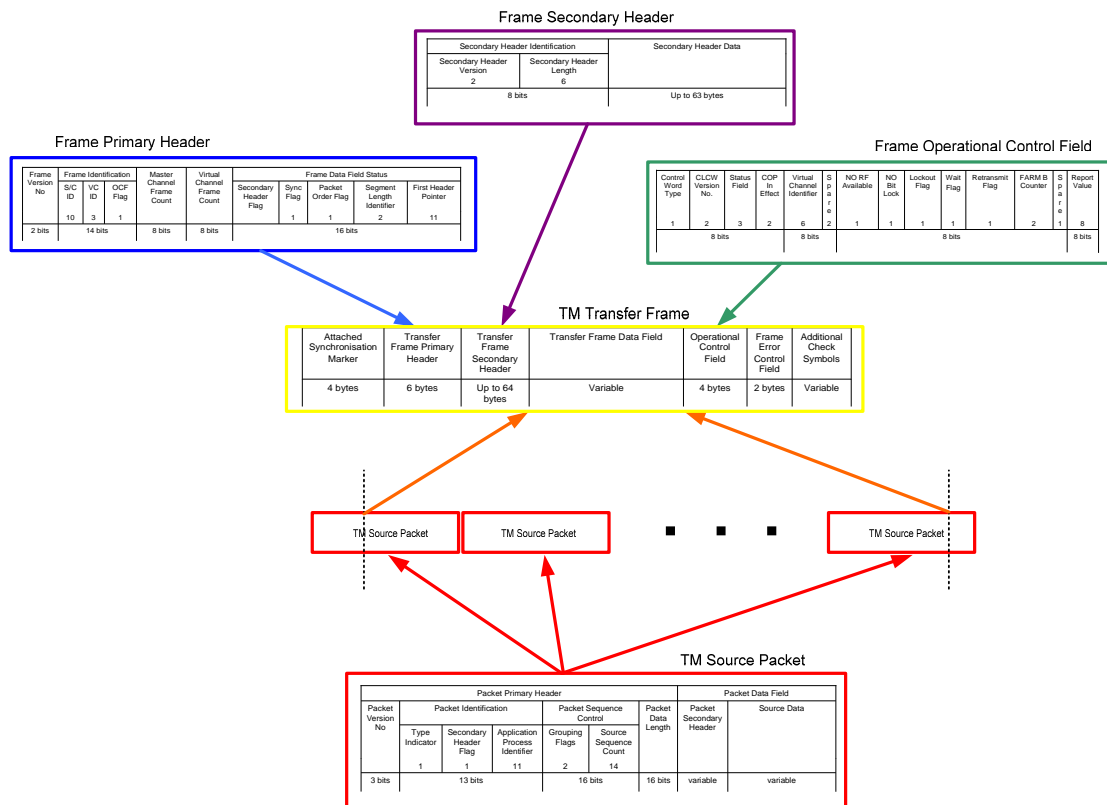 Frame Secondary Header
Secondary Header Identification
Secondary Header Data
Secondary Header Version
2
Secondary Header Length
6
8 bits
Up to 63 bytes
Frame Primary Header
Frame Version No
Frame Identification
S/C ID
10
VC ID
3
OCF Flag
1
Master Channel Frame Count
Virtual Channel Frame Count
Frame Data Field Status
Secondary Header Flag
Sync Flag
1
Packet Order Flag
1
Segment Length Identifier
2
First Header Pointer
11
2 bits
14 bits
8 bits
8 bits
16 bits
Frame Operational Control Field
Control Word Type
1
CLCW Version No.
2
Status Field
3
COP In Effect
2
Virtual Channel Identifier
6
Spare
2
NO RF Available
1
NO Bit Lock
1
Lockout Flag
1
Wait Flag
1
Retransmit Flag
1
FARM B Counter
2
Spare
1
Report Value
8
8 bits
8 bits
8 bits
8 bits
TM Transfer Frame
Attached Synchronisation Marker
Transfer Frame Primary Header
Transfer Frame Secondary Header
Transfer Frame Data Field
Operational Control Field
Frame Error Control Field
Additional Check Symbols
4 bytes
6 bytes
Up to 64 bytes
Variable
4 bytes
2 bytes
Variable
TM Source Packet
TM Source Packet
TM Source Packet
TM Source Packet
Packet Primary Header
Packet Data Field
Packet Version No
Packet Identification
Packet Sequence Control
Packet Data Length
Packet Secondary Header
Source Data
Type Indicator
1
Secondary Header Flag
1
Application Process Identifier
11
Grouping Flags
2
Source Sequence Count
14
3 bits
13 bits
16 bits
16 bits
variable
variable